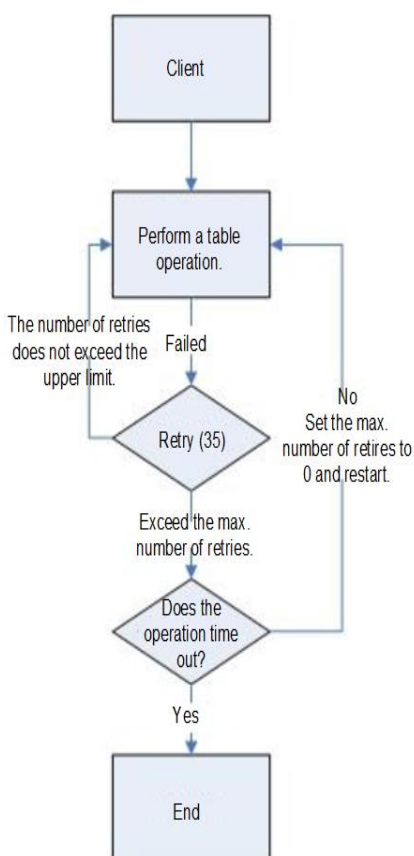 Client
Perform a table
operation.
The number of retries
does not exceed the
upper limit.
Failed
Retry (35)
No
Set the max.
number of retires to
0 and restart.
Exceed the max.
number of retries.
Does the
operation time
out?
Yes
End